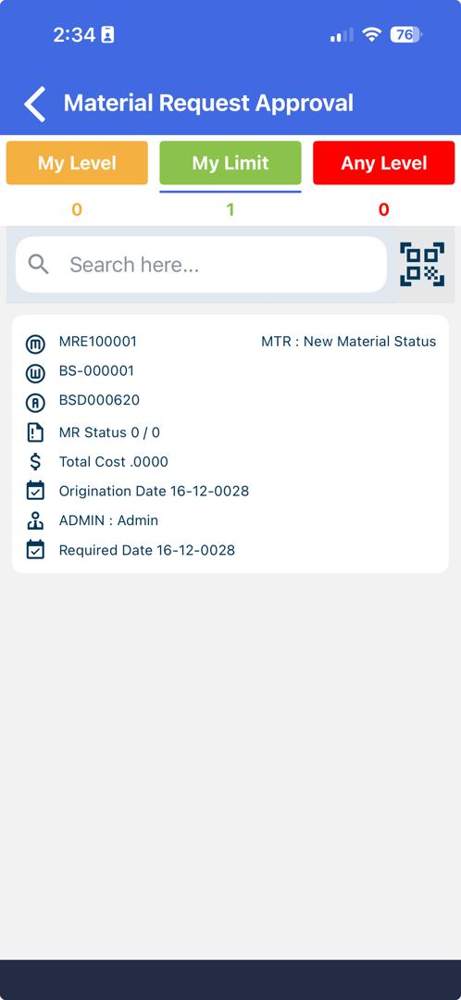 2:34
76
Material Request Approval
My Level
My Limit
Any Level
0
1
0
Search here...
MRE100001
MTR : New Material Status
BS-000001
BSD000620
MR Status 0 / 0
Total Cost .0000
Origination Date 16-12-0028
ADMIN : Admin
Required Date 16-12-0028